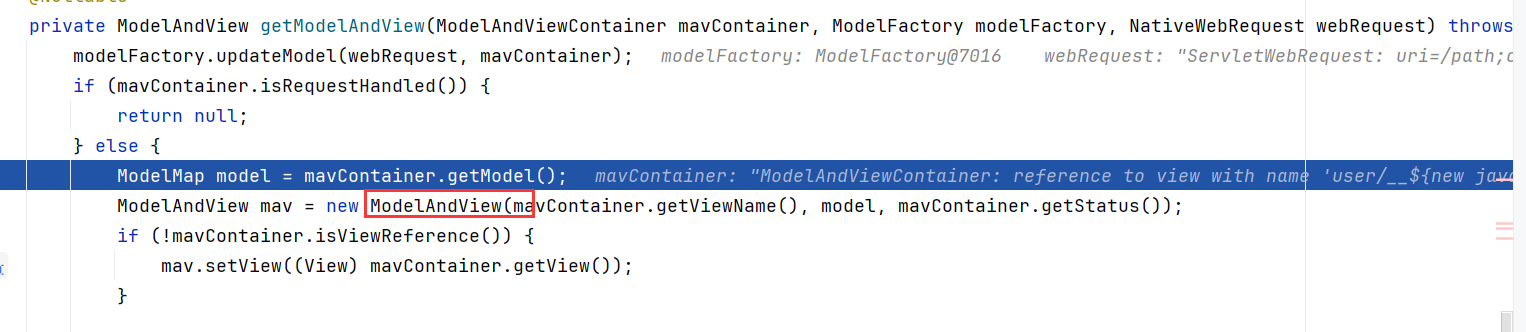 private ModelAndView getModelAndView(ModelAndViewContainer mavContainer, ModelFactory modelFactory, NativeWebRequest webRequest) throws
modelFactory.updateModel(webRequest, mavContainer);   modelFactory: ModelFactory@7016    webRequest: "ServletWebRequest: uri=/path;
if (mavContainer.isRequestHandled()) {
return null;
} else {
ModelMap model = mavContainer.getModel();   mavContainer: "ModelAndViewContainer: reference to view with name 'user/__${new java
ModelAndView mav = new ModelAndView(mavContainer.getViewName(), model, mavContainer.getStatus());
if (!mavContainer.isViewReference()) {
mav.setView((View) mavContainer.getView());
}